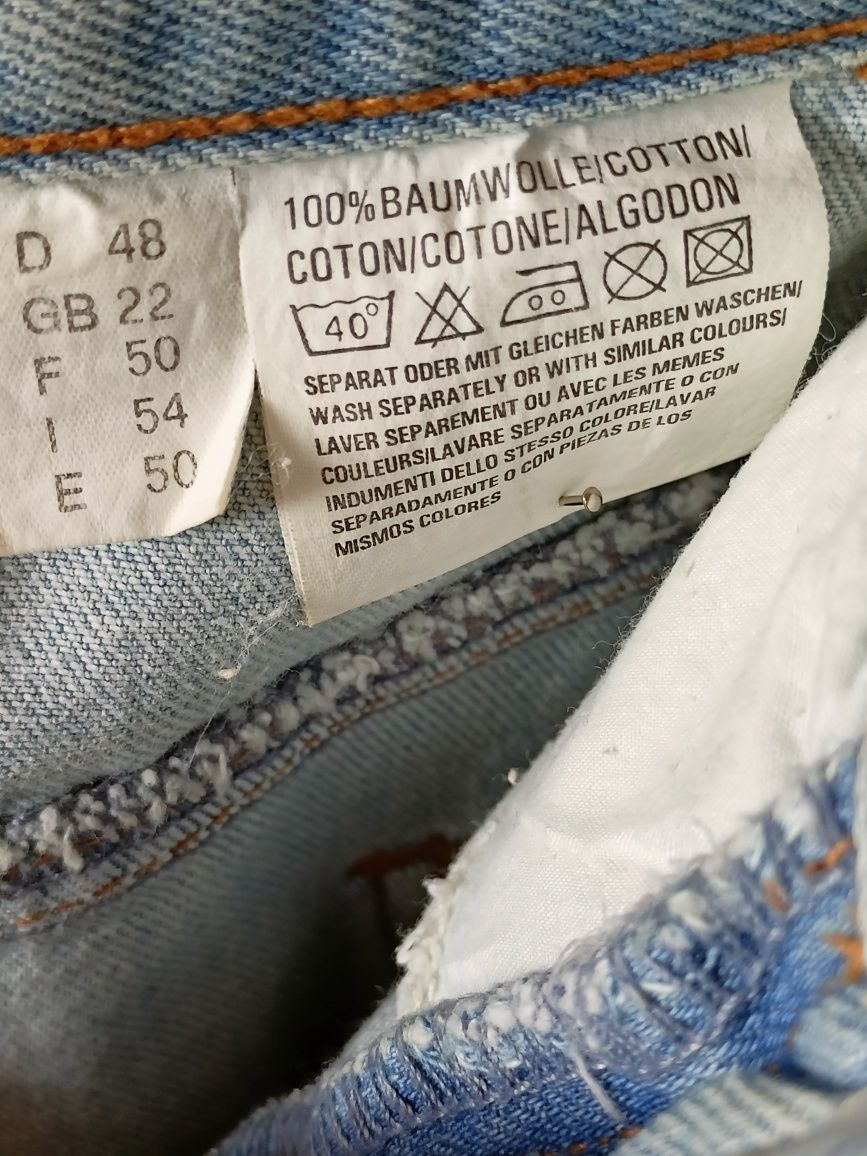 D 48
GB 22
F 50
I 54
E 50
100% BAUMWOLLE/COTTON/
COTON/COTONE/ALGODON
40°
SEPARAT ODER MIT GLEICHEN FARBEN WASCHEN/
WASH SEPARATELY OR WITH SIMILAR COLOURS/
LAVER SEPAREMENT OU AVEC LES MEMES
COULEURS/LAVARE SEPARATAMENTE O CON
INDUMENTI DELLO STESSO COLORE/LAVAR
SEPARADAMENTE O CON PIEZAS DE LOS
MISMOS COLORES